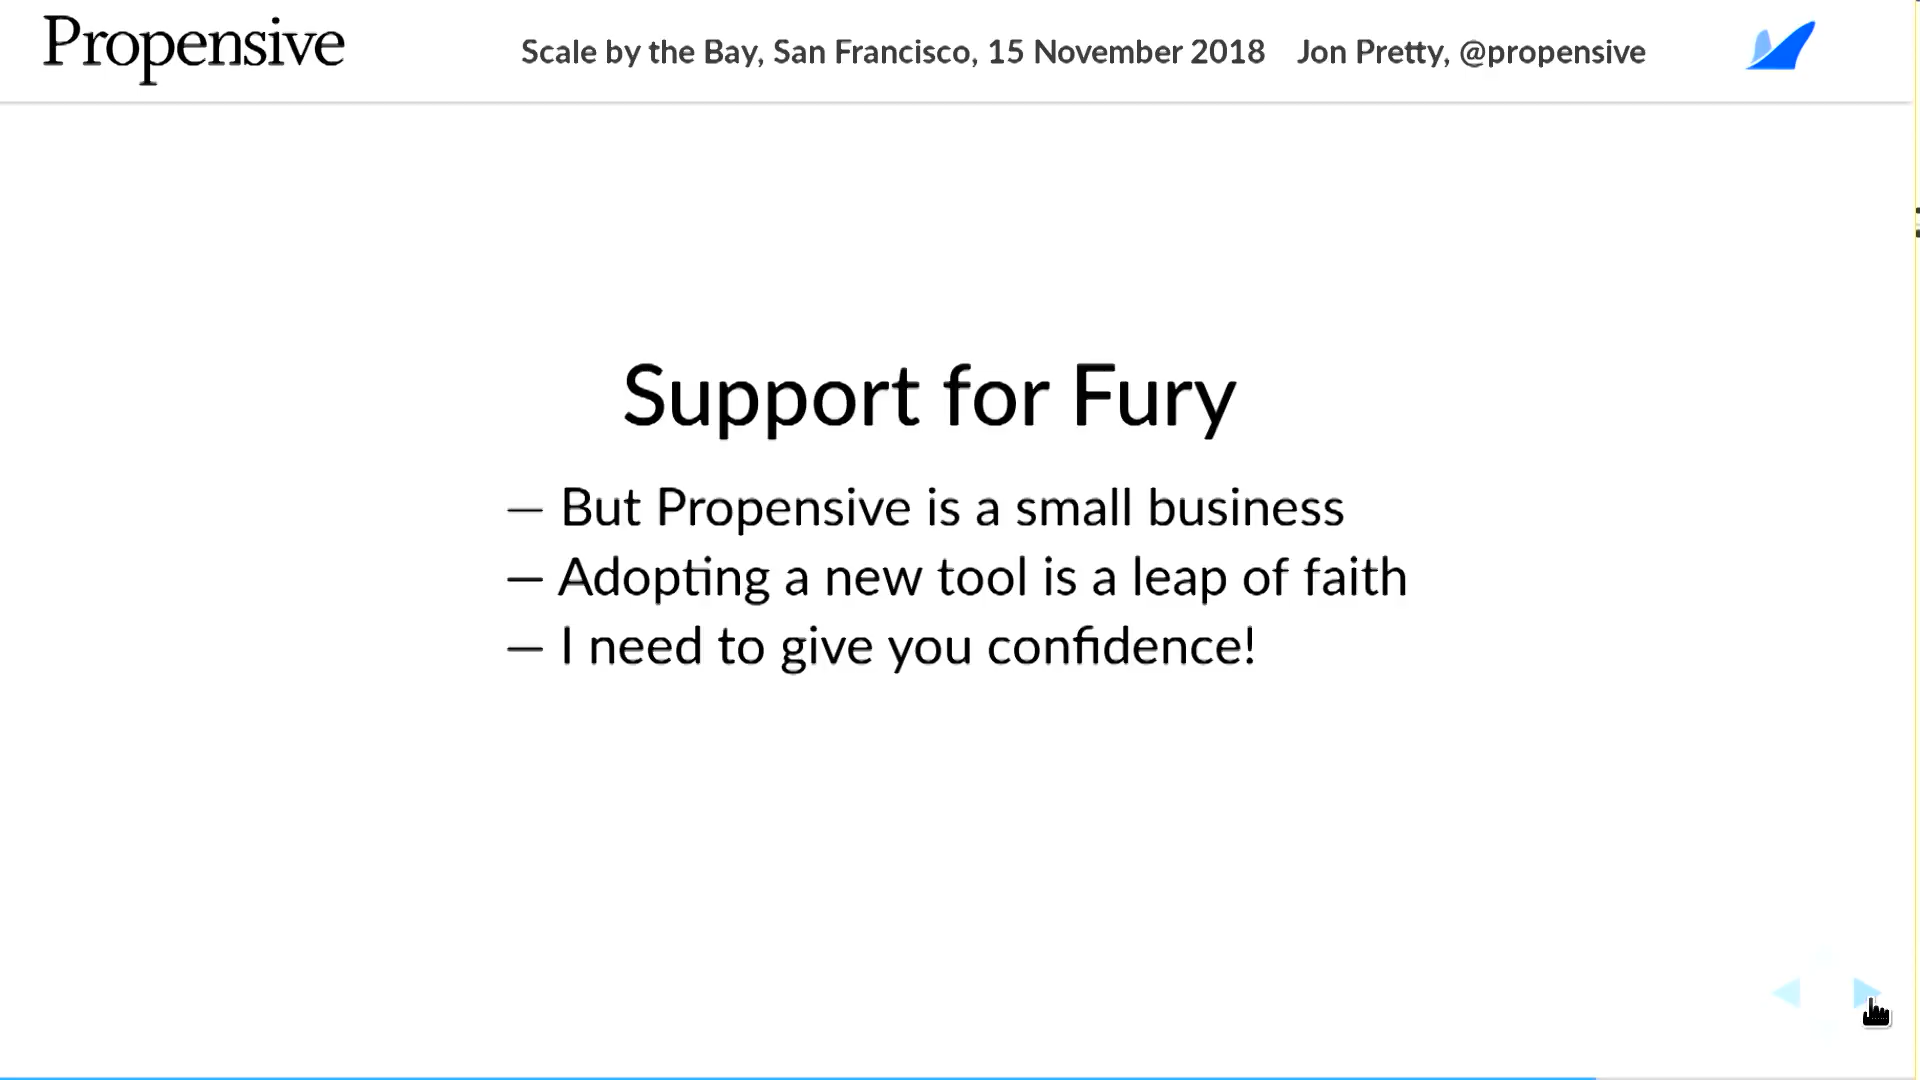 Propensive
Scale by the Bay, San Francisco, 15 November 2018 Jon Pretty, @propensive
Support for Fury
— But Propensive is a small business
— Adopting a new tool is a leap of faith
— I need to give you confidence!